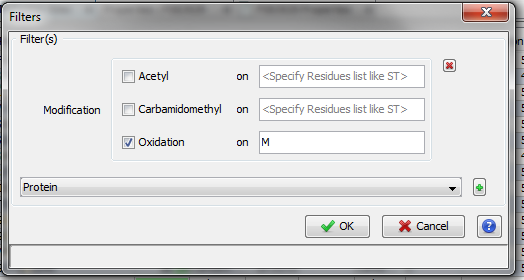 Filters
Filter(s)
Acetyl on <Specify Residues list like ST>
Modification Carbamidomethyl on <Specify Residues list like ST>
Oxidation on M
Protein
OK Cancel ?